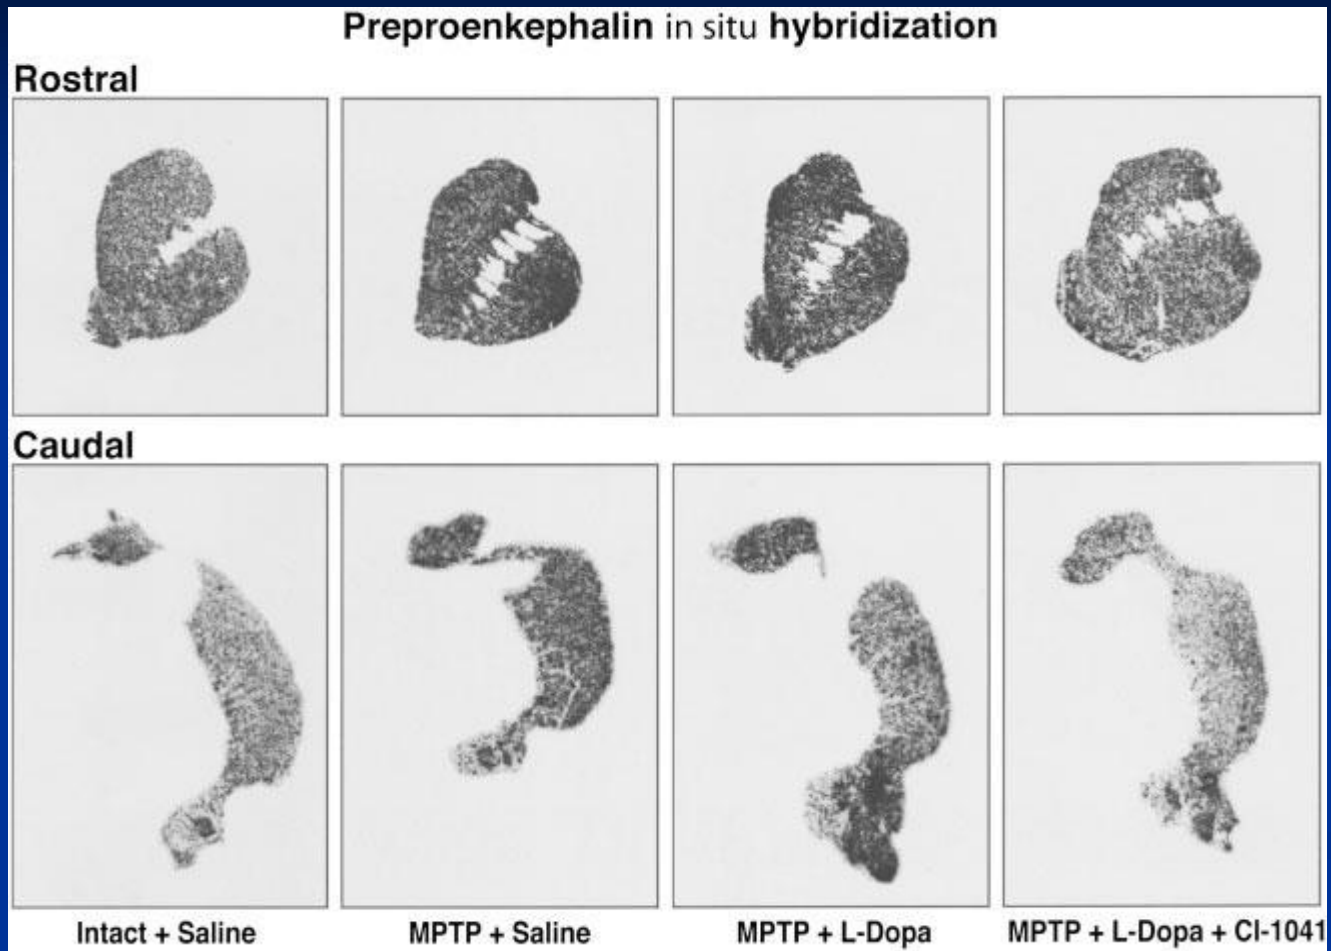 Preproenkephalin in situ hybridization
Rostral
Caudal
Intact + Saline
MPTP + Saline
MPTP + L-Dopa
MPTP + L-Dopa + CI-1041